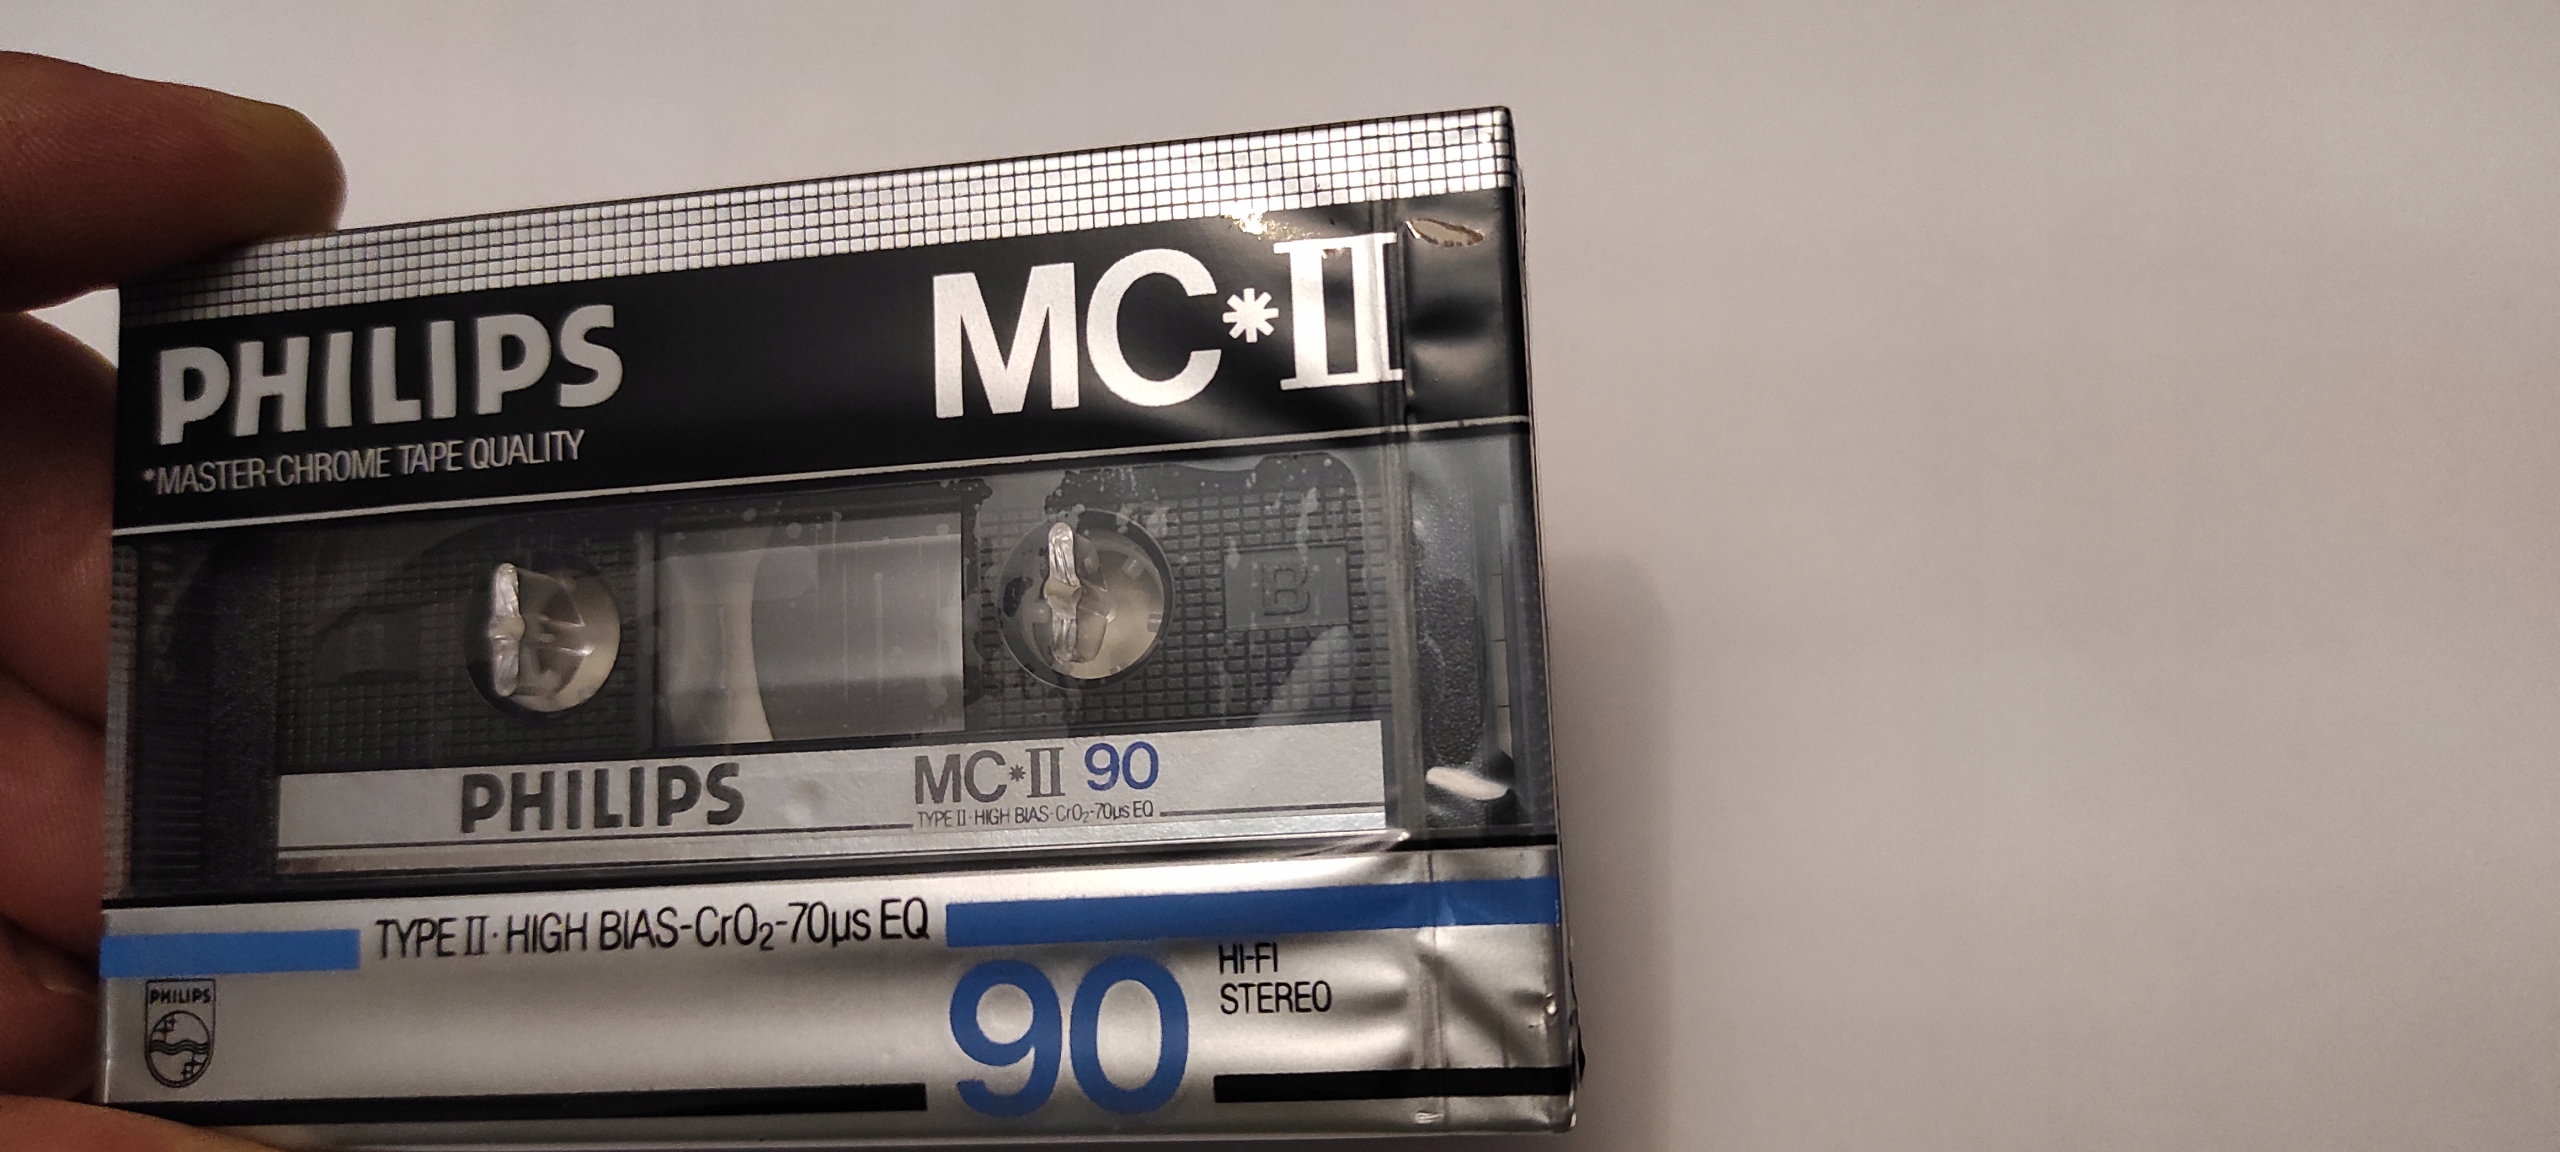 PHILIPS
MC*II
*MASTER-CHROME TAPE QUALITY
B
PHILIPS
MC*II 90
TYPE II·HIGH BIAS-CrO₂-70µs EQ
TYPE II·HIGH BIAS-CrO₂-70µs EQ
PHILIPS
90
HI-FI
STEREO